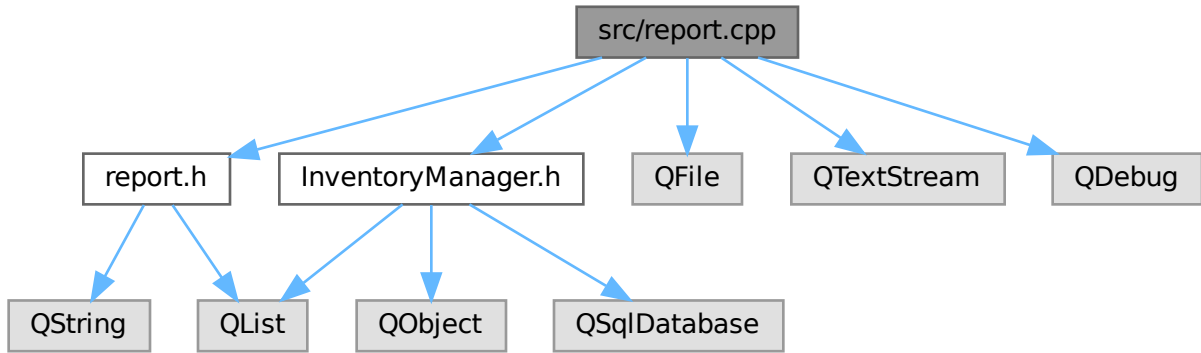 src/report.cpp
report.h
InventoryManager.h
QFile
QTextStream
QDebug
QString
QList
QObject
QSqlDatabase